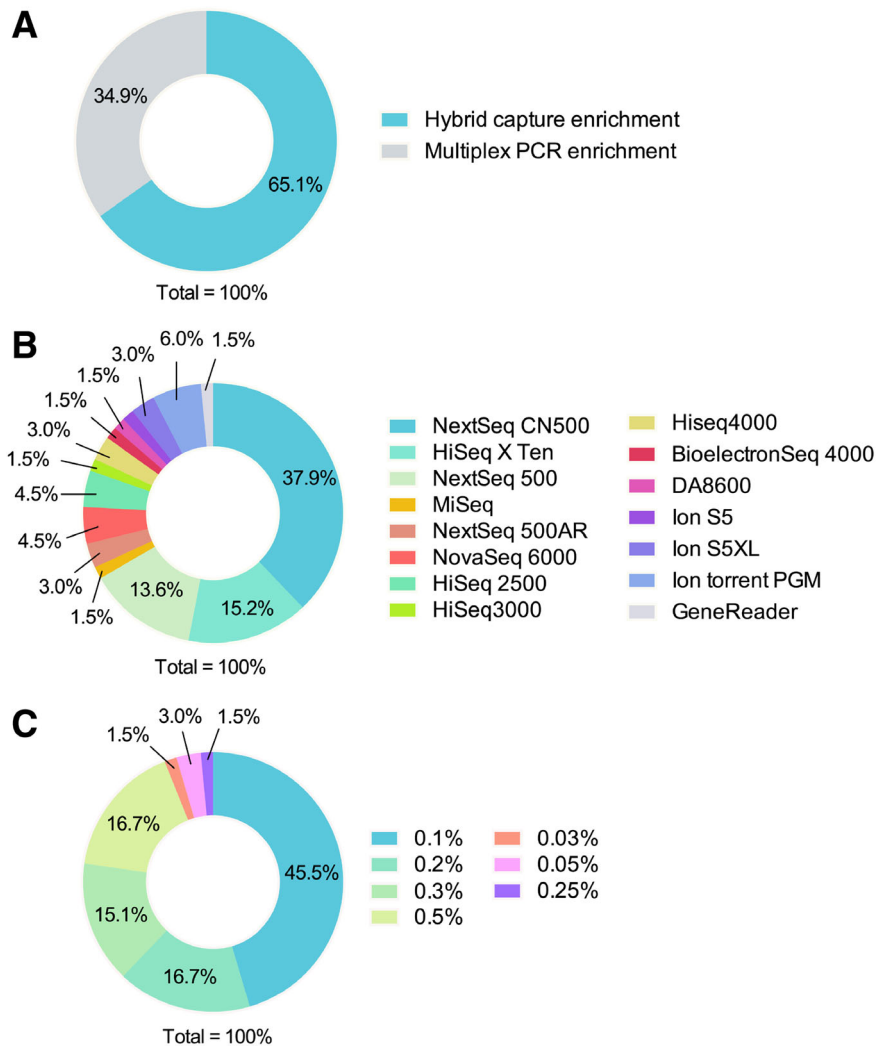 A
34.9%
65.1%
Hybrid capture enrichment
Multiplex PCR enrichment
Total = 100%
B
6.0%
1.5%
3.0%
1.5%
1.5%
3.0%
1.5%
4.5%
4.5%
3.0%
1.5%
37.9%
13.6%
15.2%
NextSeq CN500
HiSeq X Ten
NextSeq 500
MiSeq
NextSeq 500AR
NovaSeq 6000
HiSeq 2500
HiSeq3000
Hiseq4000
BioelectronSeq 4000
DA8600
Ion S5
Ion S5XL
Ion torrent PGM
GeneReader
Total = 100%
C
1.5%
3.0%
1.5%
16.7%
45.5%
15.1%
16.7%
0.1%
0.2%
0.3%
0.5%
0.03%
0.05%
0.25%
Total = 100%